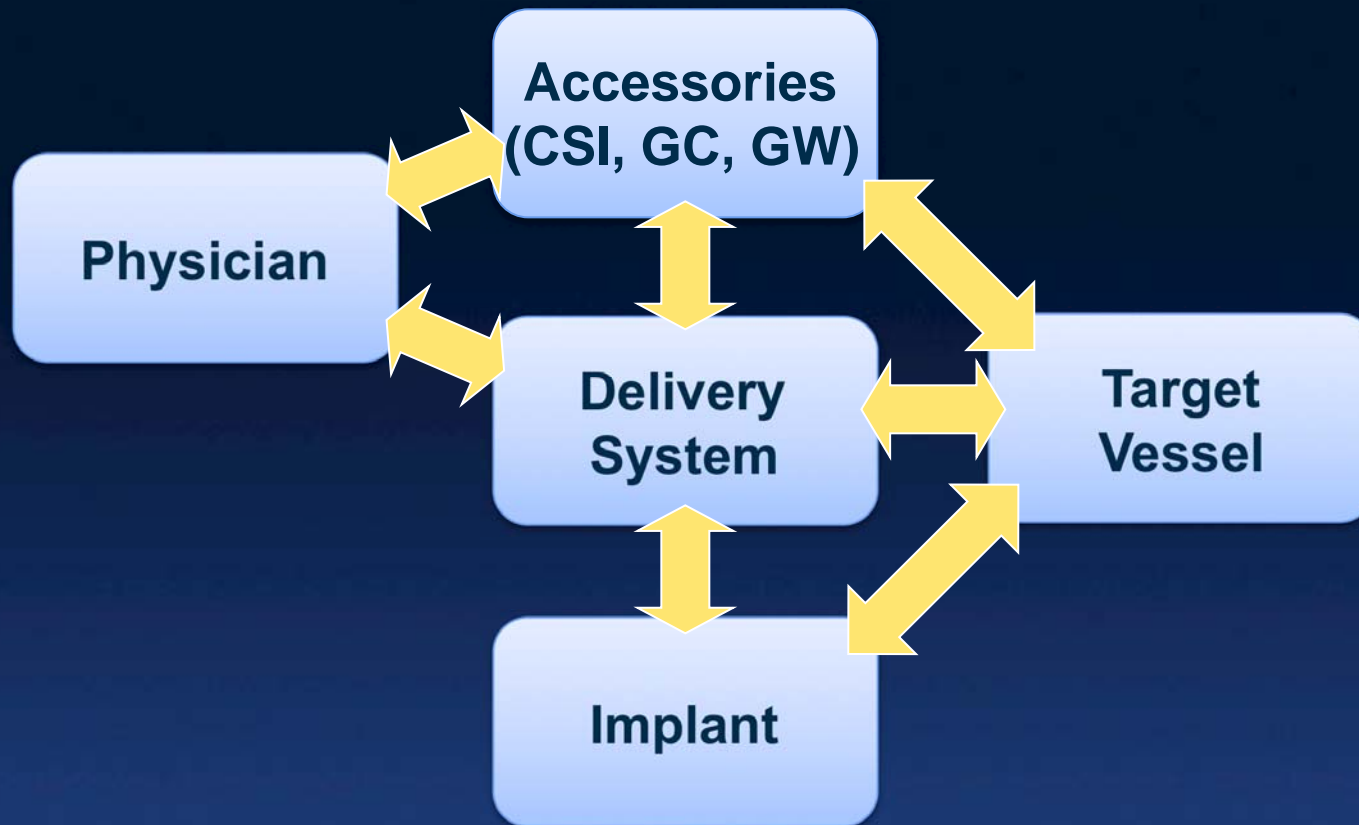 Accessories
(CSI, GC, GW)
Physician
Delivery
System
Target
Vessel
Implant